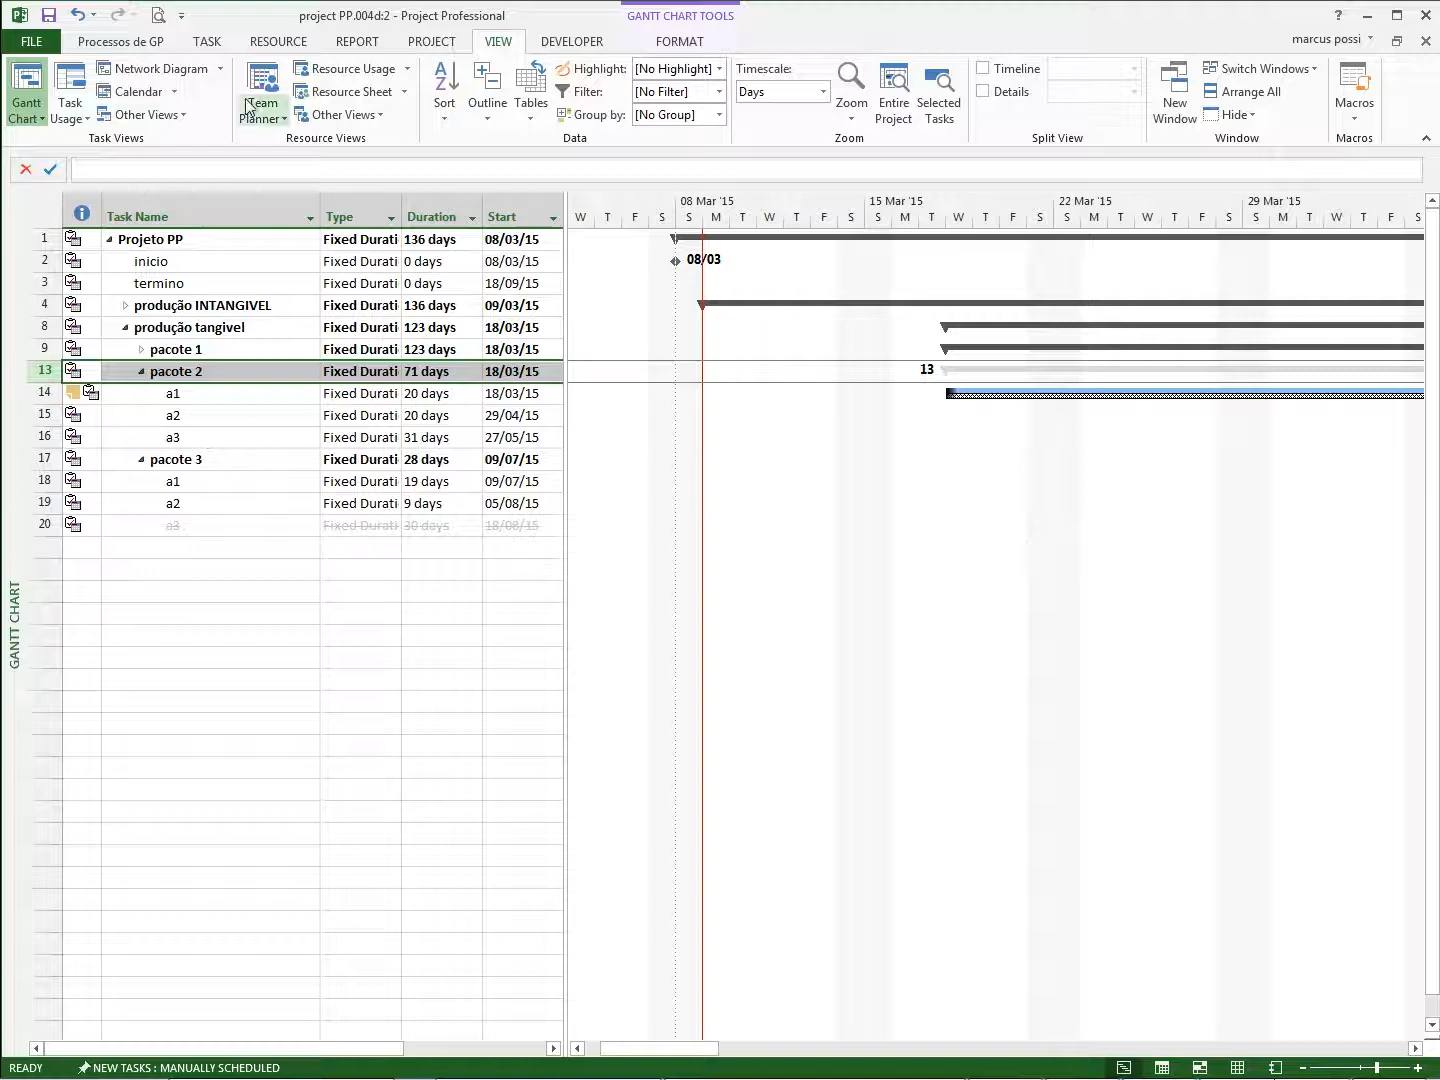 project PP.004d:2 - Project Professional
GANTT CHART TOOLS
FILE
Processos de GP
TASK
RESOURCE
REPORT
PROJECT
VIEW
DEVELOPER
FORMAT
marcus possi
Gantt Chart
Task Usage
Network Diagram
Calendar
Other Views
Task Views
Team Planner
Resource Usage
Resource Sheet
Other Views
Resource Views
Sort
Outline
Tables
Highlight: [No Highlight]
Filter: [No Filter]
Group by: [No Group]
Data
Timescale:
Days
Zoom
Entire Project
Selected Tasks
Zoom
Timeline
Details
Split View
New Window
Switch Windows
Arrange All
Hide
Window
Macros
Macros
Task Name Type Duration Start
1 Projeto PP Fixed Durati 136 days 08/03/15
2 inicio Fixed Durati 0 days 08/03/15
3 termino Fixed Durati 0 days 18/09/15
4 produção INTANGIVEL Fixed Durati 136 days 09/03/15
8 produção tangivel Fixed Durati 123 days 18/03/15
9 pacote 1 Fixed Durati 123 days 18/03/15
13 pacote 2 Fixed Durati 71 days 18/03/15
14 a1 Fixed Durati 20 days 18/03/15
15 a2 Fixed Durati 20 days 29/04/15
16 a3 Fixed Durati 31 days 27/05/15
17 pacote 3 Fixed Durati 28 days 09/07/15
18 a1 Fixed Durati 19 days 09/07/15
19 a2 Fixed Durati 9 days 05/08/15
20 a3 Fixed Durati 30 days 18/08/15
08 Mar '15 15 Mar '15 22 Mar '15 29 Mar '15
W T F S S M T W T F S S M T W T F S S M T W T F S S M T W T F S
08/03
13
GANTT CHART
READY
NEW TASKS : MANUALLY SCHEDULED